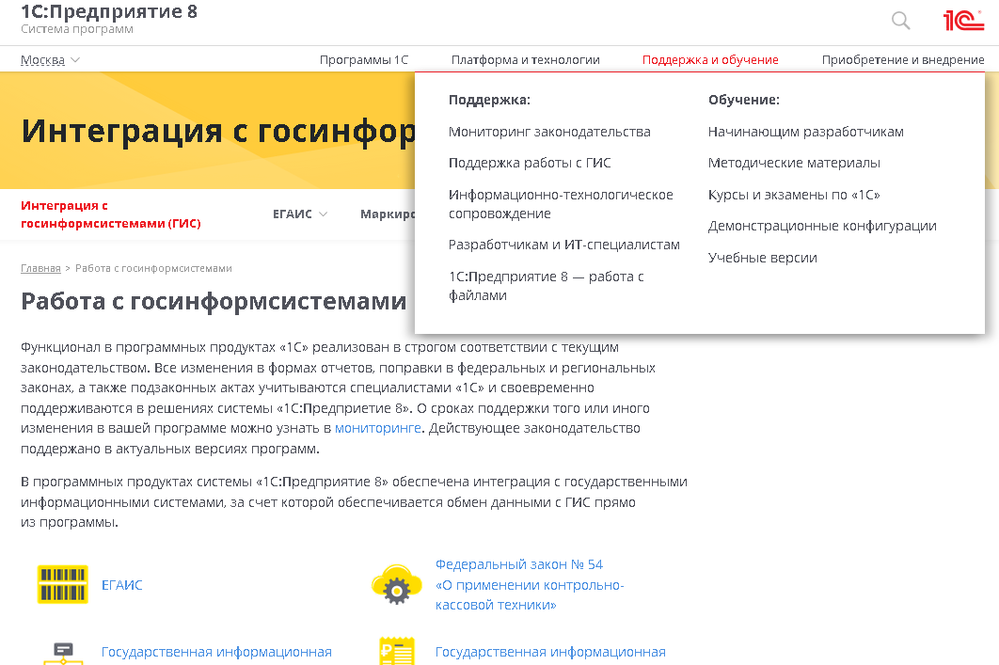 1С:Предприятие 8
Система программ
1С
Москва
Программы 1С
Платформа и технологии
Поддержка и обучение
Приобретение и внедрение
Интеграция с госинфор
Поддержка:
Мониторинг законодательства
Поддержка работы с ГИС
Информационно-технологическое
сопровождение
Разработчикам и ИТ-специалистам
1С:Предприятие 8 — работа с
файлами
Обучение:
Начинающим разработчикам
Методические материалы
Курсы и экзамены по «1С»
Демонстрационные конфигурации
Учебные версии
Интеграция с
госинформсистемами (ГИС)
ЕГАИС
Маркиро
Главная > Работа с госинформсистемами
Работа с госинформсистемами
Функционал в программных продуктах «1С» реализован в строгом соответствии с текущим
законодательством. Все изменения в формах отчетов, поправки в федеральных и региональных
законах, а также подзаконных актах учитываются специалистами «1С» и своевременно
поддерживаются в решениях системы «1С:Предприетие 8». О сроках поддержки того или иного
изменения в вашей программе можно узнать в мониторинге. Действующее законодательство
поддержано в актуальных версиях программ.
В программных продуктах системы «1С:Предприятие 8» обеспечена интеграция с государственными
информационными системами, за счет которой обеспечивается обмен данными с ГИС прямо
из программы.
ЕГАИС
Федеральный закон № 54
«О применении контрольно-
кассовой техники»
Государственная информационная
Государственная информационная